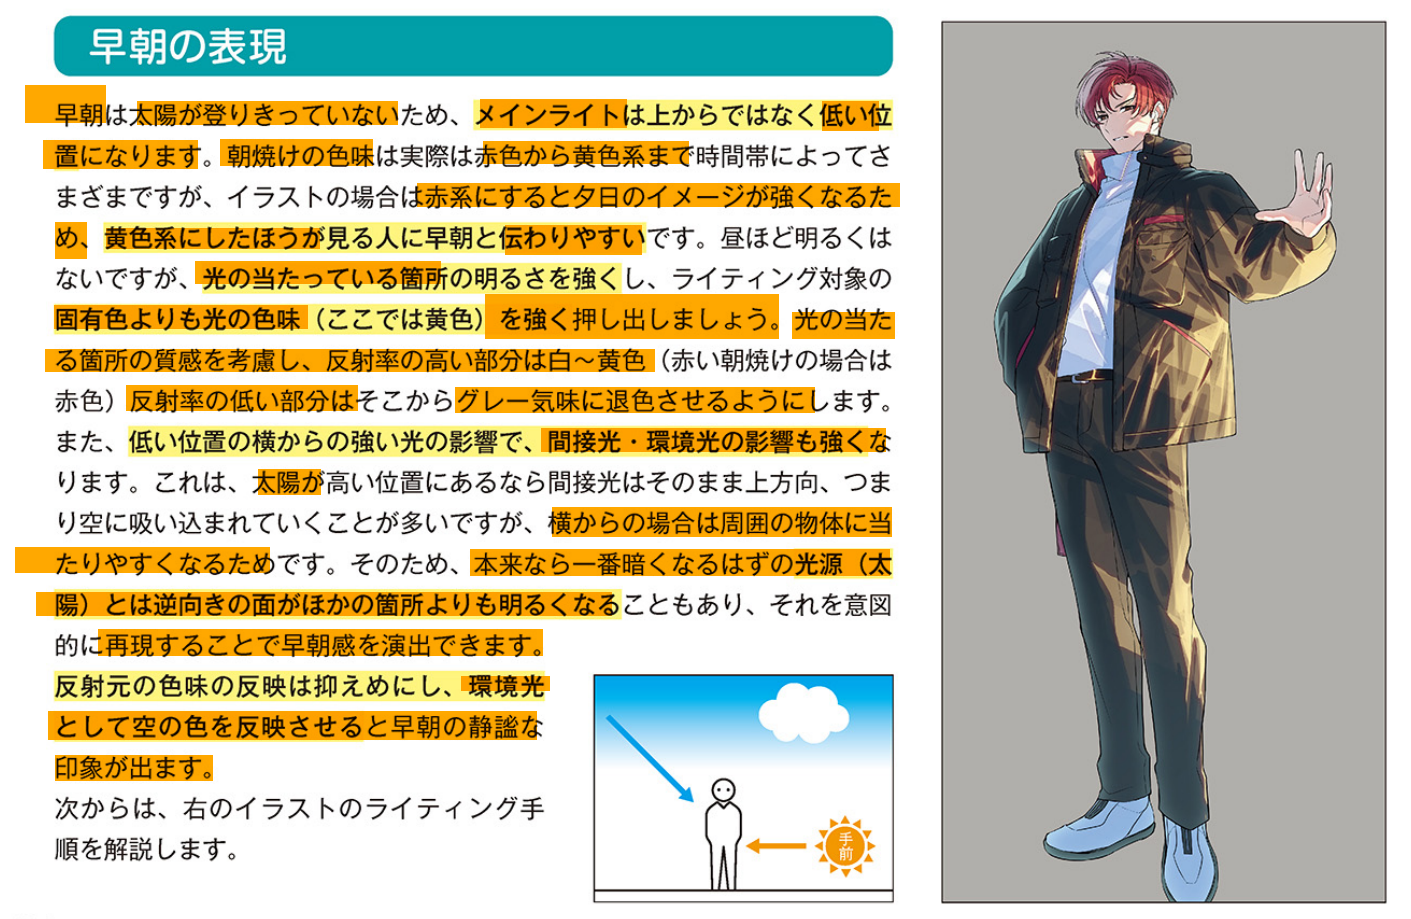 早朝の表現
早朝は太陽が登りきっていないため、メインライトは上からではなく低い位
置になります。朝焼けの色味は実際は赤色から黄色系まで時間帯によってさ
まざまですが、イラストの場合は赤系にすると夕日のイメージが強くなるた
め、黄色系にしたほうが見る人に早朝と伝わりやすいです。昼ほど明るくは
ないですが、光の当たっている箇所の明るさを強くし、ライティング対象の
固有色よりも光の色味（ここでは黄色）を強く押し出しましょう。光の当た
る箇所の質感を考慮し、反射率の高い部分は白～黄色（赤い朝焼けの場合は
赤色）反射率の低い部分はそこからグレー気味に退色させるようにします。
また、低い位置の横からの強い光の影響で、間接光・環境光の影響も強くな
ります。これは、太陽が高い位置にあるなら間接光はそのまま上方向、つま
り空に吸い込まれていくことが多いですが、横からの場合は周囲の物体に当
たりやすくなるためです。そのため、本来なら一番暗くなるはずの光源（太
陽）とは逆向きの面がほかの箇所よりも明るくなることもあり、それを意図
的に再現することで早朝感を演出できます。
反射元の色味の反映は抑えめにし、環境光
として空の色を反映させると早朝の静謐な
印象が出ます。
次からは、右のイラストのライティング手
順を解説します。
手前